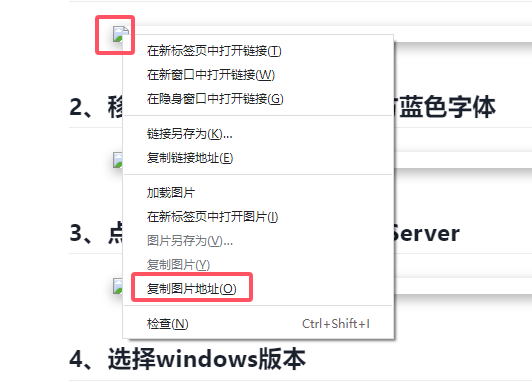 在新标签页中打开链接(T)
在新窗口中打开链接(W)
在隐身窗口中打开链接(G)
2、移 蓝色字体
链接另存为(K)...
复制链接地址(E)
加载图片
在新标签页中打开图片(I)
3、点 Server
图片另存为(V)...
复制图片(Y)
复制图片地址(O)
检查(N) Ctrl+Shift+I
4、选择windows版本